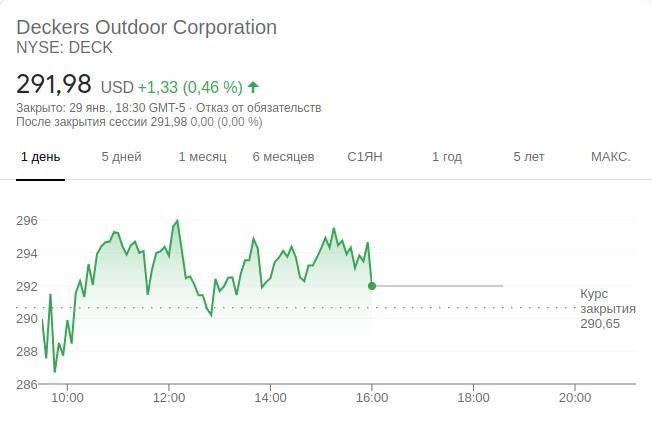 Deckers Outdoor Corporation
NYSE: DECK
291,98 USD +1,33 (0,46 %)
Закрыто: 29 янв., 18:30 GMT-5 · Отказ от обязательств
После закрытия сессии 291,98 0,00 (0,00 %)
1 день 5 дней 1 месяц 6 месяцев С1ЯН 1 год 5 лет МАКС.
296
294
292
290
288
286
Курс
закрытия
290,65
10:00 12:00 14:00 16:00 18:00 20:00